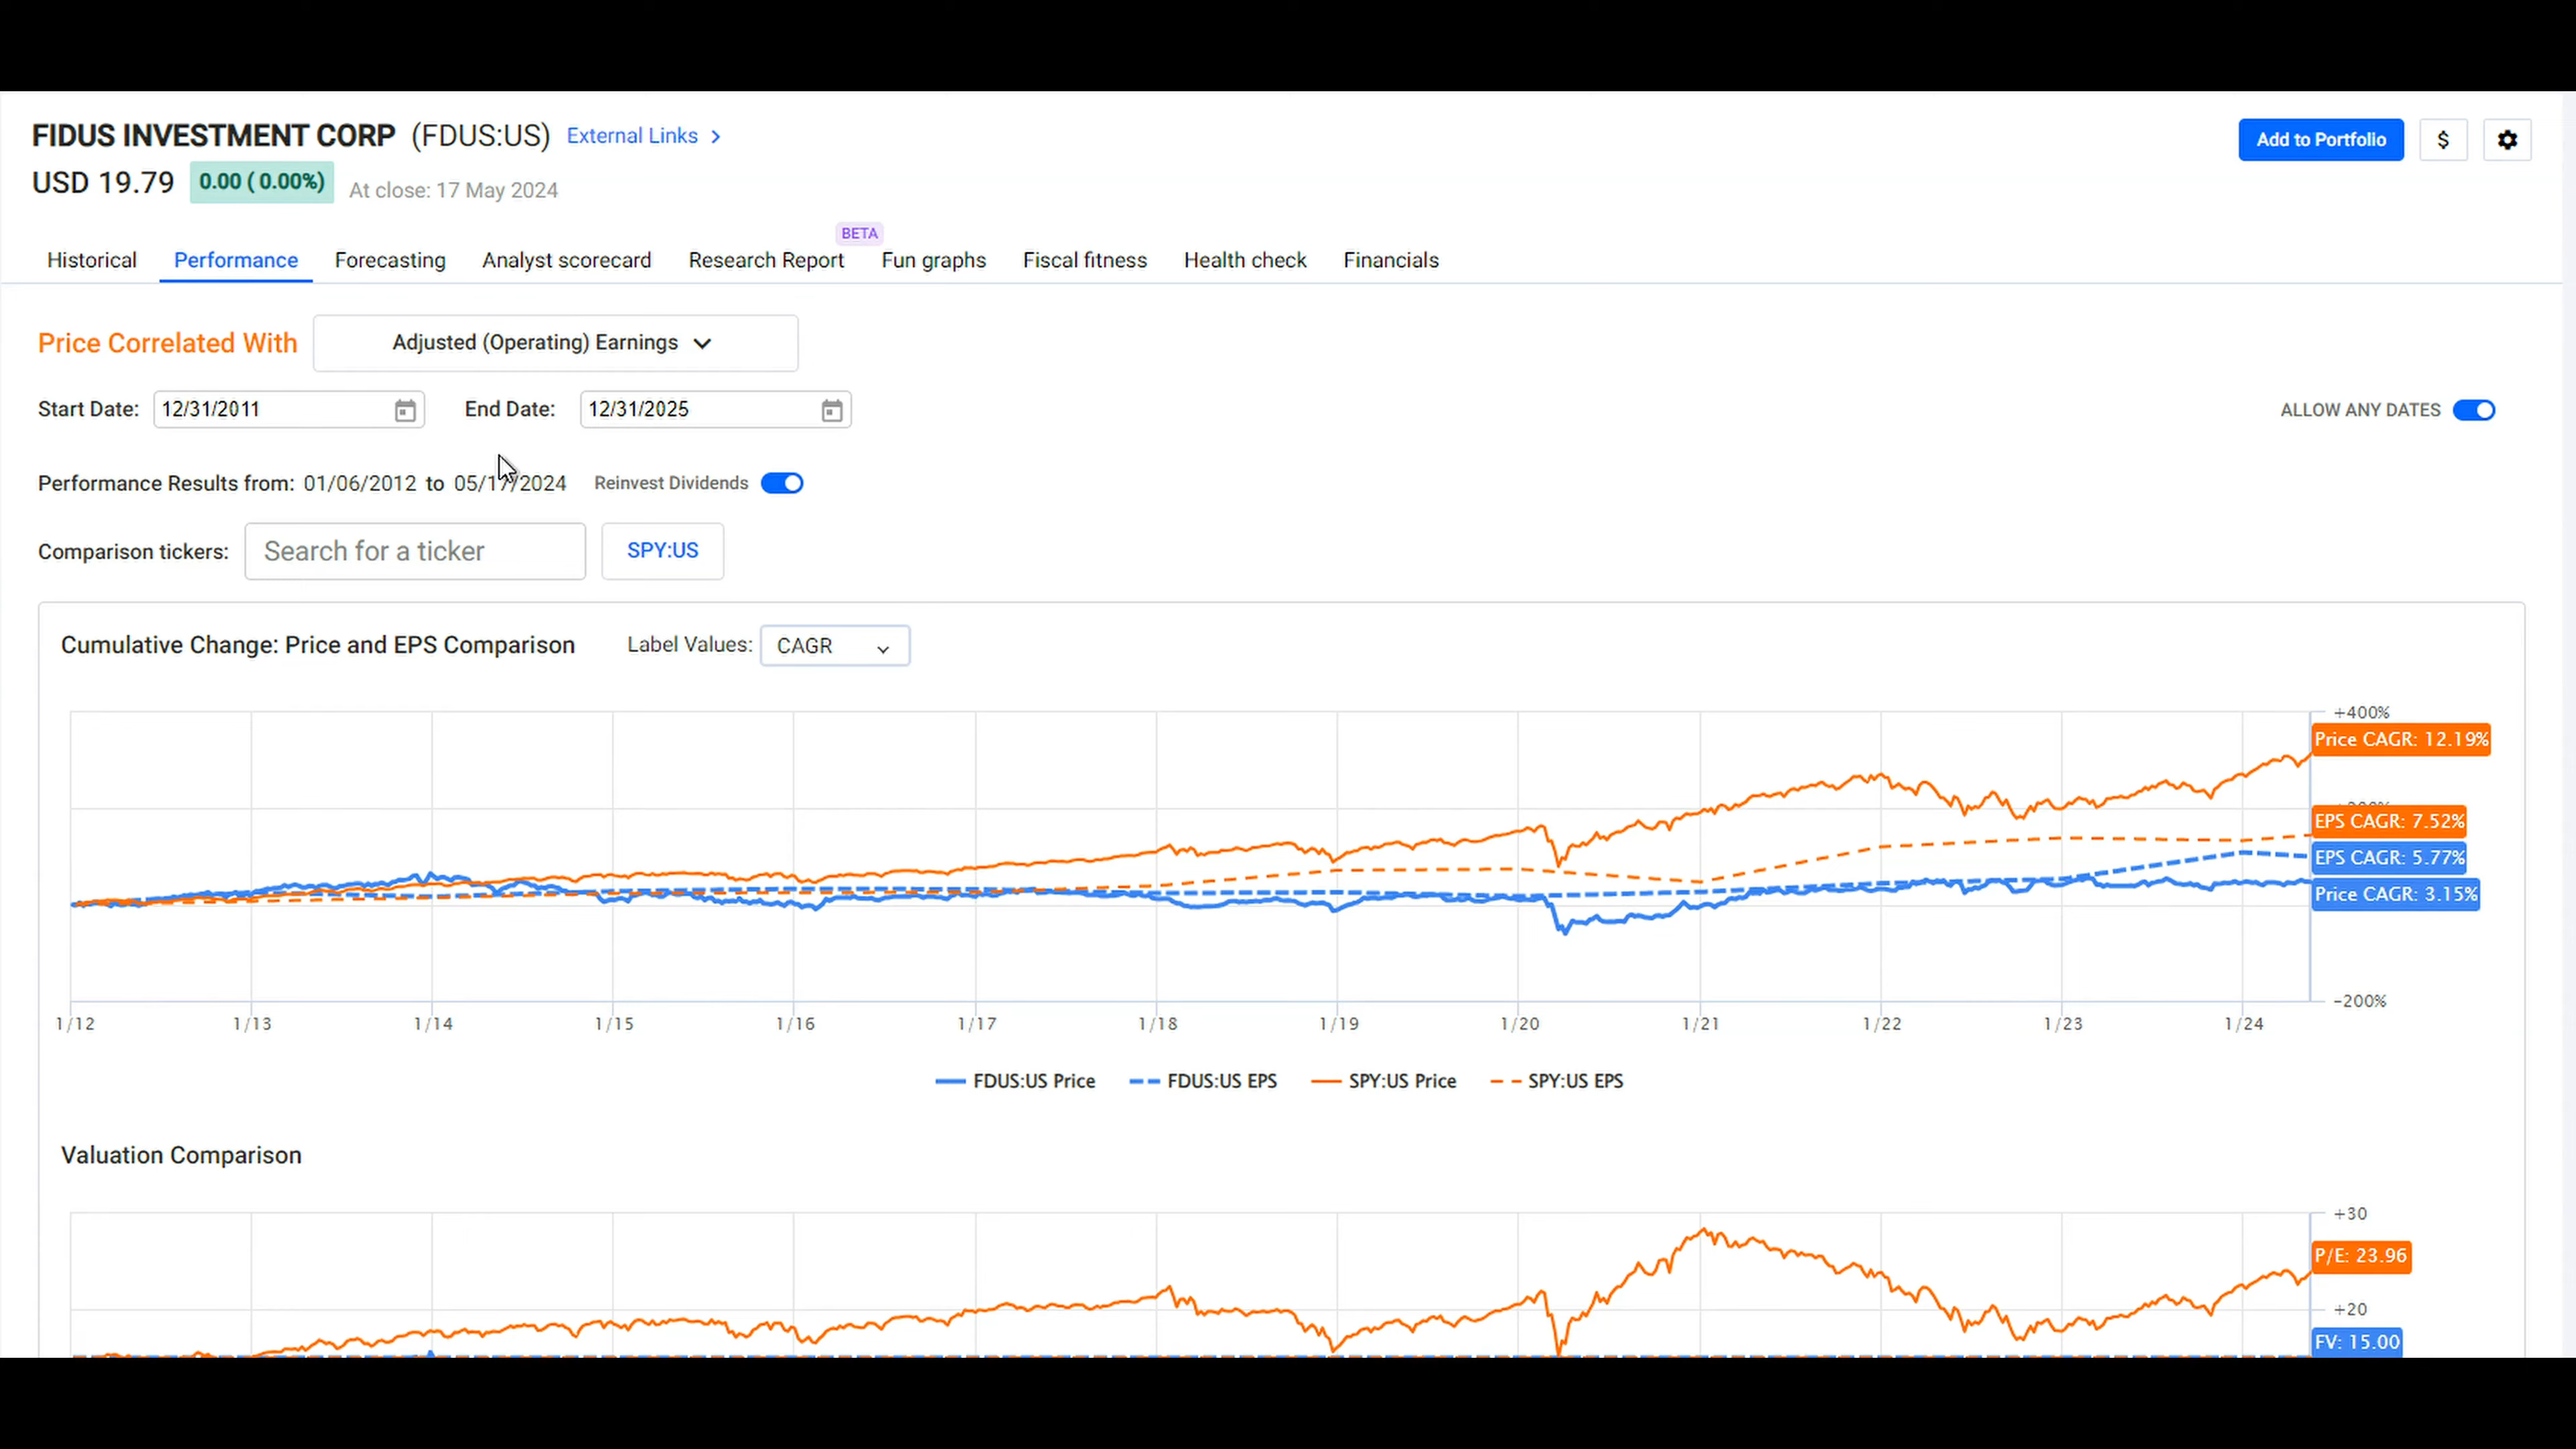 FIDUS INVESTMENT CORP (FDUS:US) External Links
Add to Portfolio
$
USD 19.79 0.00 ( 0.00%) At close: 17 May 2024
BETA
Historical Performance Forecasting Analyst scorecard Research Report Fun graphs Fiscal fitness Health check Financials
Price Correlated With Adjusted (Operating) Earnings
Start Date: 12/31/2011 End Date: 12/31/2025 ALLOW ANY DATES
Performance Results from: 01/06/2012 to 05/17/2024 Reinvest Dividends
Comparison tickers: Search for a ticker SPY:US
Cumulative Change: Price and EPS Comparison Label Values: CAGR
+400%
Price CAGR: 12.19%
EPS CAGR: 7.52%
EPS CAGR: 5.77%
Price CAGR: 3.15%
-200%
1/12 1/13 1/14 1/15 1/16 1/17 1/18 1/19 1/20 1/21 1/22 1/23 1/24
FDUS:US Price FDUS:US EPS SPY:US Price SPY:US EPS
Valuation Comparison
+30
P/E: 23.96
+20
FV: 15.00